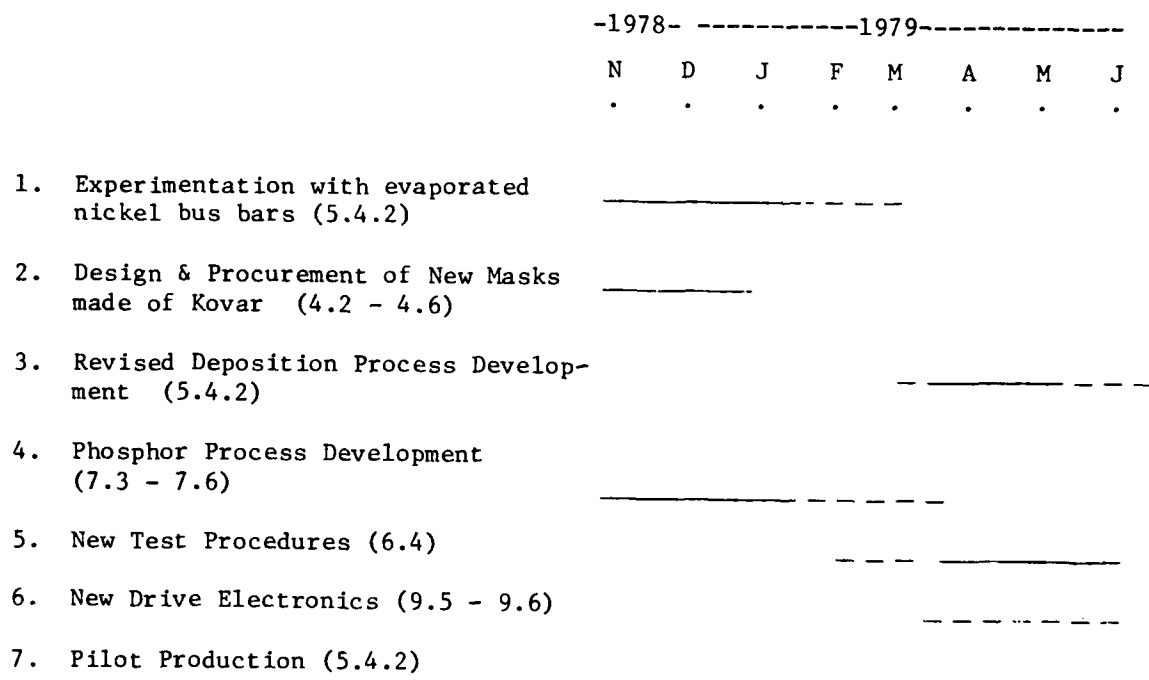 -1978- -----------1979---------------
N D J F M A M J
1. Experimentation with evaporated
nickel bus bars (5.4.2)
2. Design & Procurement of New Masks
made of Kovar (4.2 - 4.6)
3. Revised Deposition Process Develop-
ment (5.4.2)
4. Phosphor Process Development
(7.3 - 7.6)
5. New Test Procedures (6.4)
6. New Drive Electronics (9.5 - 9.6)
7. Pilot Production (5.4.2)